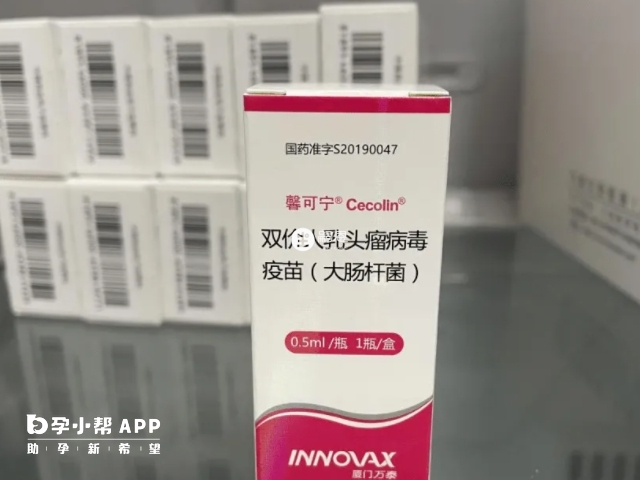 国药准字S20190047
馨可宁® Cecolin®
双价人乳头瘤病毒
疫苗（大肠杆菌）
0.5ml/瓶 1瓶/盒
INNOVAX
厦门万泰
孕小帮 APP
助孕新希望